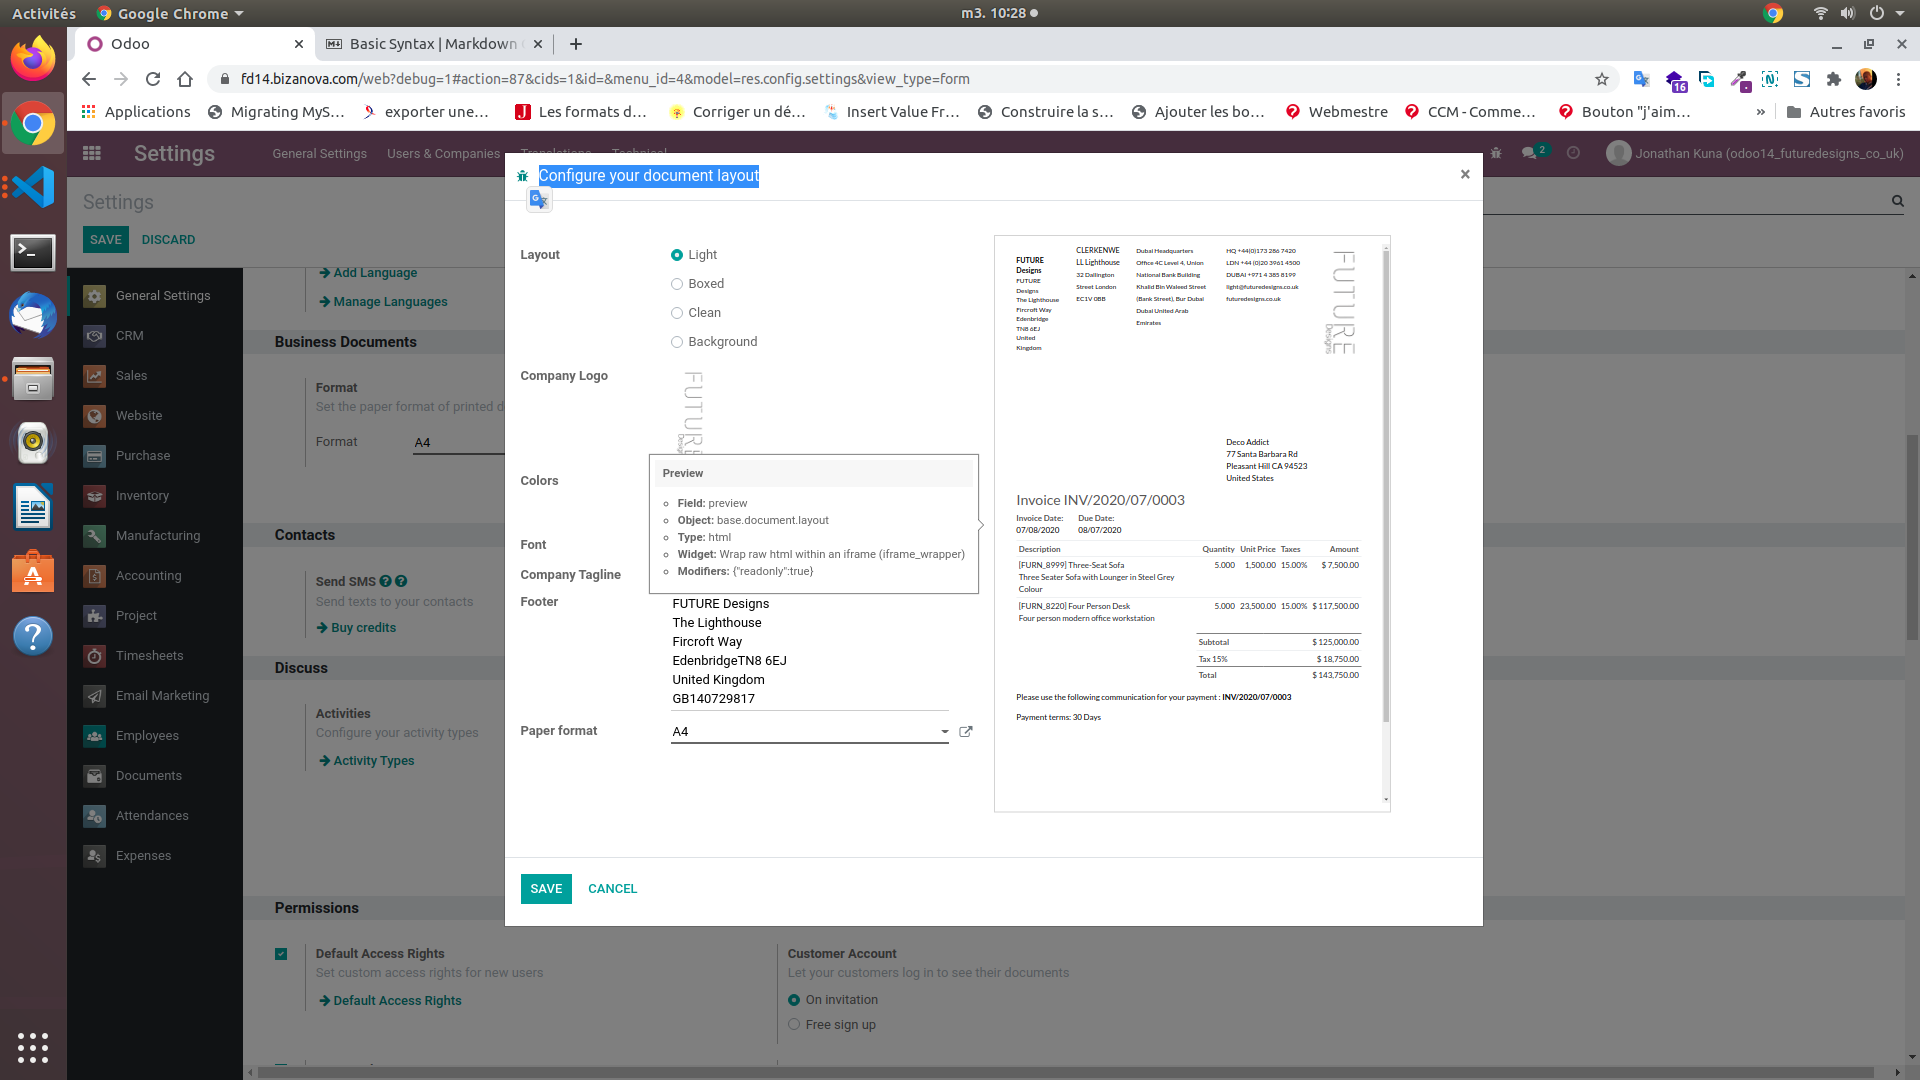 Activités
Google Chrome
m3. 10:28
Odoo
Basic Syntax | Markdown
fd14.bizanova.com/web?debug=1#action=87&cids=1&id=&menu_id=4&model=res.config.settings&view_type=form
16
Applications
Migrating MyS…
exporter une…
Les formats d…
Corriger un dé…
Insert Value Fr…
Construire la s…
Ajouter les bo…
Webmestre
CCM - Comme…
Bouton "j'aim…
»
Autres favoris
Settings
General Settings
Users & Companies
Translations
Technical
2
Jonathan Kuna (odoo14_futuredesigns_co_uk)
Settings
SAVE
DISCARD
General Settings
CRM
Sales
Website
Purchase
Inventory
Manufacturing
Accounting
Project
Timesheets
Email Marketing
Employees
Documents
Attendances
Expenses
Add Language
Manage Languages
Business Documents
Format
Set the paper format of printed d
Format
A4
Contacts
Send SMS
Send texts to your contacts
Buy credits
Discuss
Activities
Configure your activity types
Activity Types
Permissions
Default Access Rights
Set custom access rights for new users
Default Access Rights
Customer Account
Let your customers log in to see their documents
On invitation
Free sign up
Configure your document layout
×
Layout
Light
Boxed
Clean
Background
Company Logo
FUTURE
Colors
Font
Company Tagline
Footer
Preview
Field: preview
Object: base.document.layout
Type: html
Widget: Wrap raw html within an iframe (iframe_wrapper)
Modifiers: {"readonly":true}
FUTURE Designs
The Lighthouse
Fircroft Way
EdenbridgeTN8 6EJ
United Kingdom
GB140729817
Paper format
A4
SAVE
CANCEL
FUTURE
Designs
FUTURE
Designs
The Lighthouse
Fircroft Way
Edenbridge
TN8 6EJ
United
Kingdom
CLERKENWE
LL Lighthouse
32 Dallington
Street London
EC1V 0BB
Dubai Headquarters
Office 4C Level 4, Union
National Bank Building
Khalid Bin Waleed Street
(Bank Street), Bur Dubai
Dubai United Arab
Emirates
HQ +44(0)173 286 7420
LDN +44 (0)20 3961 4500
DUBAI +971 4 385 8199
light@futuredesigns.co.uk
futuredesigns.co.uk
FUTURE
Designs
Deco Addict
77 Santa Barbara Rd
Pleasant Hill CA 94523
United States
Invoice INV/2020/07/0003
Invoice Date: Due Date:
07/08/2020 08/07/2020
Description Quantity Unit Price Taxes Amount
[FURN_8999] Three-Seat Sofa 5.000 1,500.00 15.00% $ 7,500.00
Three Seater Sofa with Lounger in Steel Grey
Colour
[FURN_8220] Four Person Desk 5.000 23,500.00 15.00% $ 117,500.00
Four person modern office workstation
Subtotal $ 125,000.00
Tax 15% $ 18,750.00
Total $ 143,750.00
Please use the following communication for your payment : INV/2020/07/0003
Payment terms: 30 Days